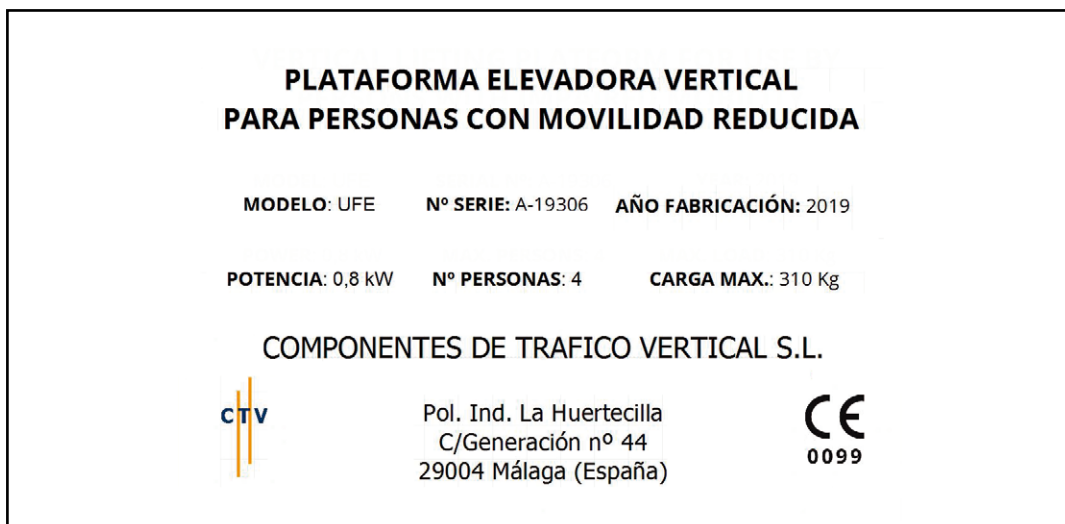 PLATAFORMA ELEVADORA VERTICAL
PARA PERSONAS CON MOVILIDAD REDUCIDA
MODELO: UFE Nº SERIE: A-19306 AÑO FABRICACIÓN: 2019
POTENCIA: 0,8 kW Nº PERSONAS: 4 CARGA MAX.: 310 Kg
COMPONENTES DE TRAFICO VERTICAL S.L.
CTV
Pol. Ind. La Huertecilla
C/Generación nº 44
29004 Málaga (España)
CE
0099